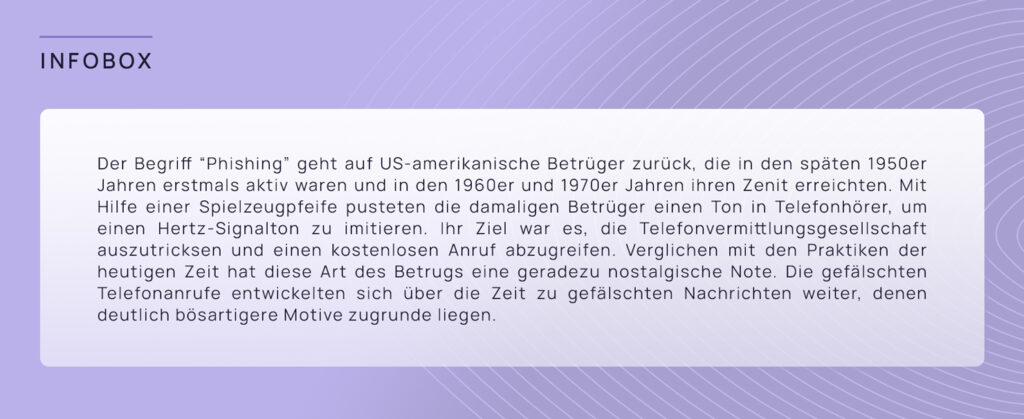 INFOBOX
Der Begriff “Phishing” geht auf US-amerikanische Betrüger zurück, die in den späten 1950er
Jahren erstmals aktiv waren und in den 1960er und 1970er Jahren ihren Zenit erreichten. Mit
Hilfe einer Spielzeugpfeife pusteten die damaligen Betrüger einen Ton in Telefonhörer, um
einen Hertz-Signalton zu imitieren. Ihr Ziel war es, die Telefonvermittlungsgesellschaft
auszutricksen und einen kostenlosen Anruf abzugreifen. Verglichen mit den Praktiken der
heutigen Zeit hat diese Art des Betrugs eine geradezu nostalgische Note. Die gefälschten
Telefonanrufe entwickelten sich über die Zeit zu gefälschten Nachrichten weiter, denen
deutlich bösartigere Motive zugrunde liegen.